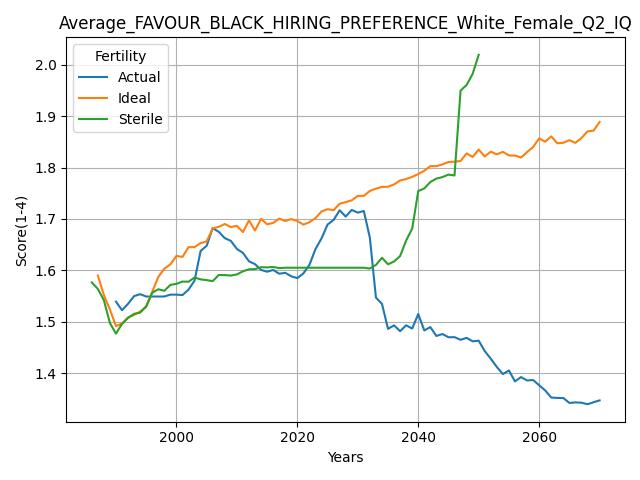 Average_FAVOUR_BLACK_HIRING_PREFERENCE_White_Female_Q2_IQ
Fertility
Actual
Ideal
Sterile
Score(1-4)
2.0
1.9
1.8
1.7
1.6
1.5
1.4
2000
2020
2040
2060
Years